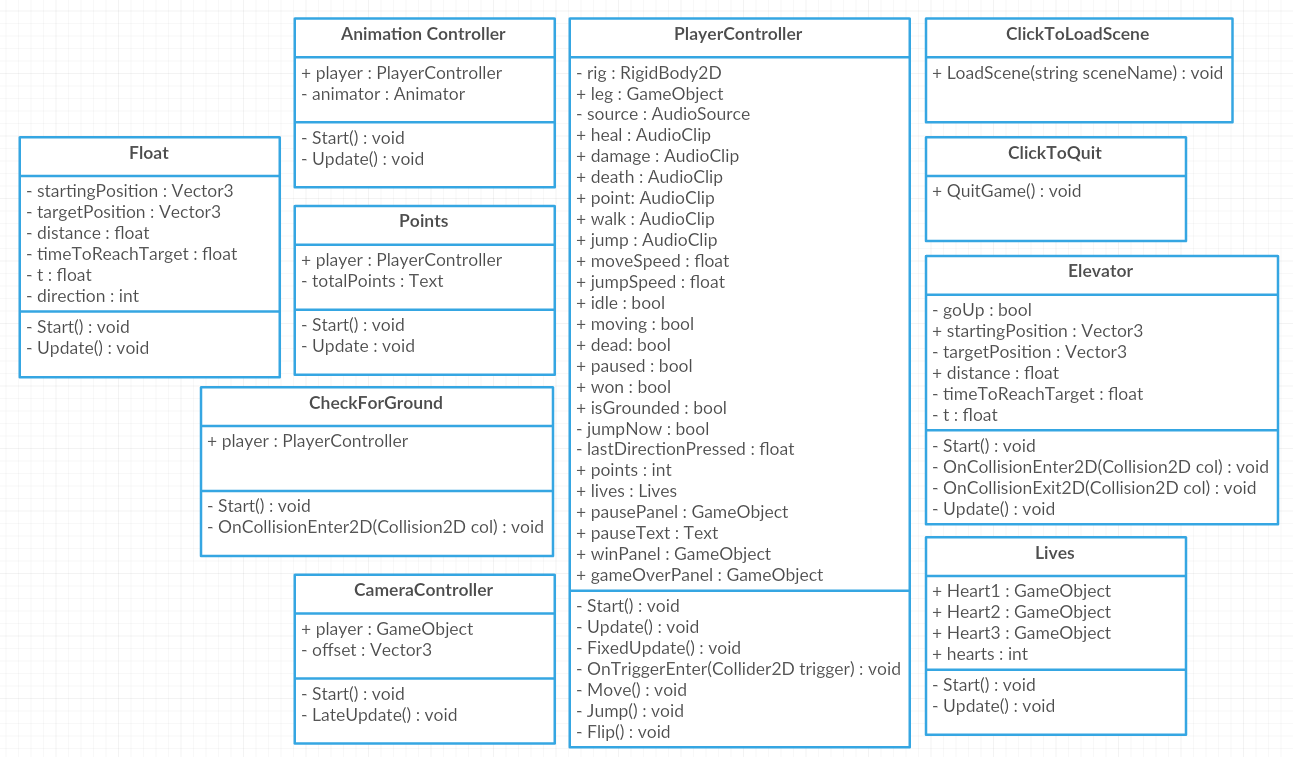 Animation Controller
+ player : PlayerController
- animator : Animator
- Start() : void
- Update() : void
Float
- startingPosition : Vector3
- targetPosition : Vector3
- distance : float
- timeToReachTarget : float
- t : float
- direction : int
- Start() : void
- Update() : void
Points
+ player : PlayerController
- totalPoints : Text
- Start() : void
- Update : void
CheckForGround
+ player : PlayerController
- Start() : void
- OnCollisionEnter2D(Collision2D col) : void
CameraController
+ player : GameObject
- offset : Vector3
- Start() : void
- LateUpdate() : void
PlayerController
- rig : RigidBody2D
+ leg : GameObject
- source : AudioSource
+ heal : AudioClip
+ damage : AudioClip
+ death : AudioClip
+ point: AudioClip
+ walk : AudioClip
+ jump : AudioClip
+ moveSpeed : float
+ jumpSpeed : float
+ idle : bool
+ moving : bool
+ dead: bool
+ paused : bool
+ won : bool
+ isGrounded : bool
- jumpNow : bool
- lastDirectionPressed : float
+ points : int
+ lives : Lives
+ pausePanel : GameObject
+ pauseText : Text
+ winPanel : GameObject
+ gameOverPanel : GameObject
- Start() : void
- Update() : void
- FixedUpdate() : void
- OnTriggerEnter(Collider2D trigger) : void
- Move() : void
- Jump() : void
- Flip() : void
ClickToLoadScene
+ LoadScene(string sceneName) : void
ClickToQuit
+ QuitGame() : void
Elevator
- goUp : bool
+ startingPosition : Vector3
- targetPosition : Vector3
+ distance : float
- timeToReachTarget : float
- t : float
- Start() : void
- OnCollisionEnter2D(Collision2D col) : void
- OnCollisionExit2D(Collision2D col) : void
- Update() : void
Lives
+ Heart1 : GameObject
+ Heart2 : GameObject
+ Heart3 : GameObject
+ hearts : int
- Start() : void
- Update() : void